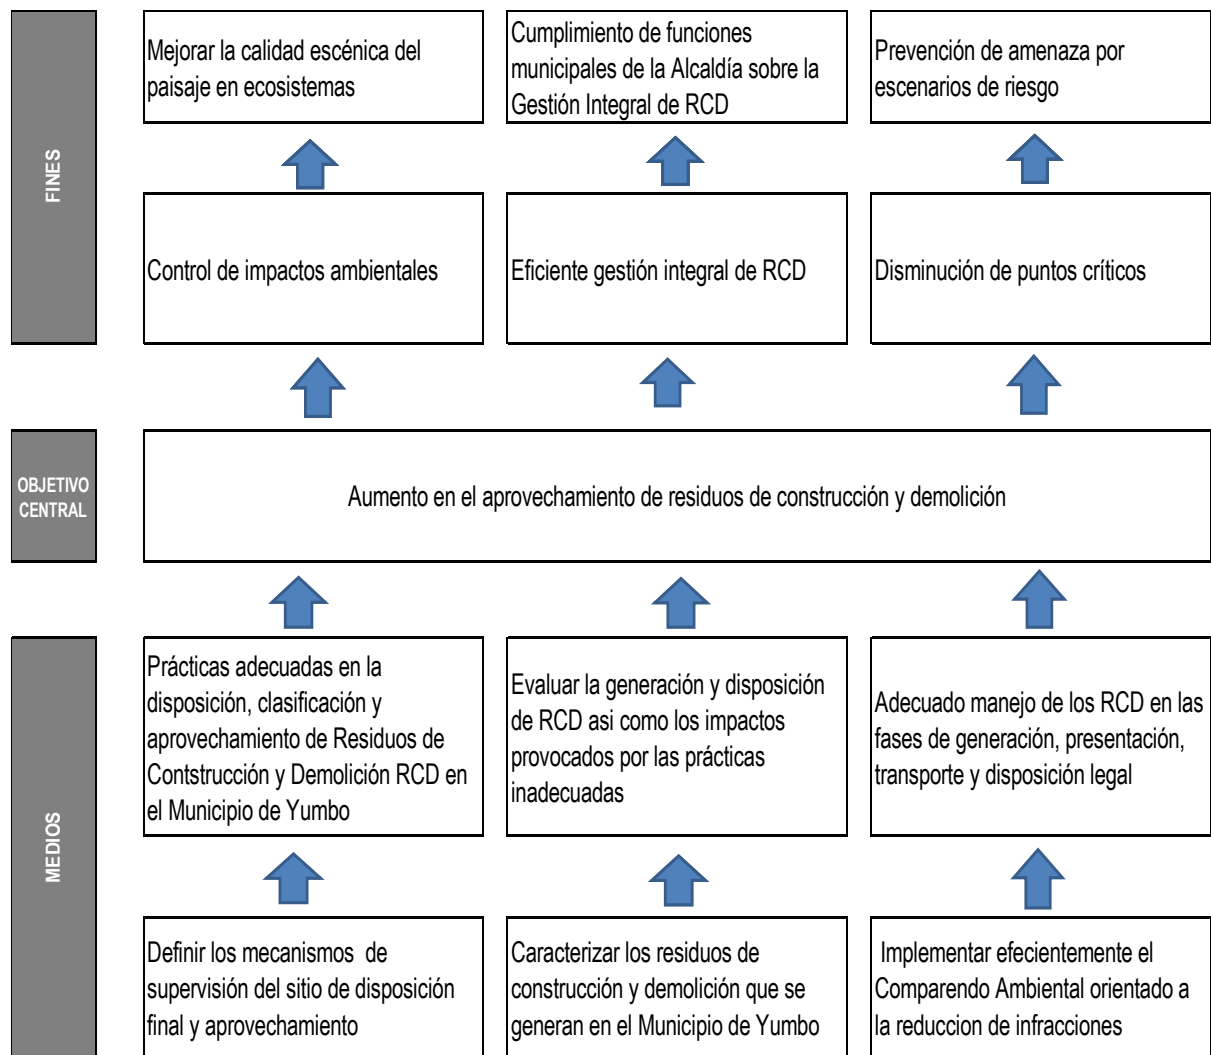 FINES
Mejorar la calidad escénica del
paisaje en ecosistemas
Cumplimiento de funciones
municipales de la Alcaldía sobre la
Gestión Integral de RCD
Prevención de amenaza por
escenarios de riesgo
Control de impactos ambientales
Eficiente gestión integral de RCD
Disminución de puntos críticos
OBJETIVO
CENTRAL
Aumento en el aprovechamiento de residuos de construcción y demolición
MEDIOS
Prácticas adecuadas en la
disposición, clasificación y
aprovechamiento de Residuos de
Contstrucción y Demolición RCD en
el Municipio de Yumbo
Evaluar la generación y disposición
de RCD asi como los impactos
provocados por las prácticas
inadecuadas
Adecuado manejo de los RCD en las
fases de generación, presentación,
transporte y disposición legal
Definir los mecanismos de
supervisión del sitio de disposición
final y aprovechamiento
Caracterizar los residuos de
construcción y demolición que se
generan en el Municipio de Yumbo
Implementar efecientemente el
Comparendo Ambiental orientado a
la reduccion de infracciones